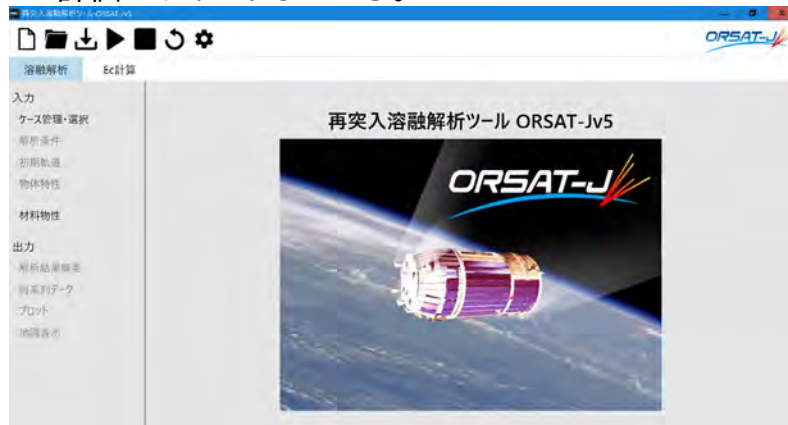 再突入溶融解析ツール-ORSAT-Jv5
ORSAT-J
溶融解析
Ec計算
入力
ケース管理・選択
解析条件
初期軌道
物体特性
材料物性
出力
解析結果概要
時系列データ
プロット
地図表示
再突入溶融解析ツール ORSAT-Jv5
ORSAT-J